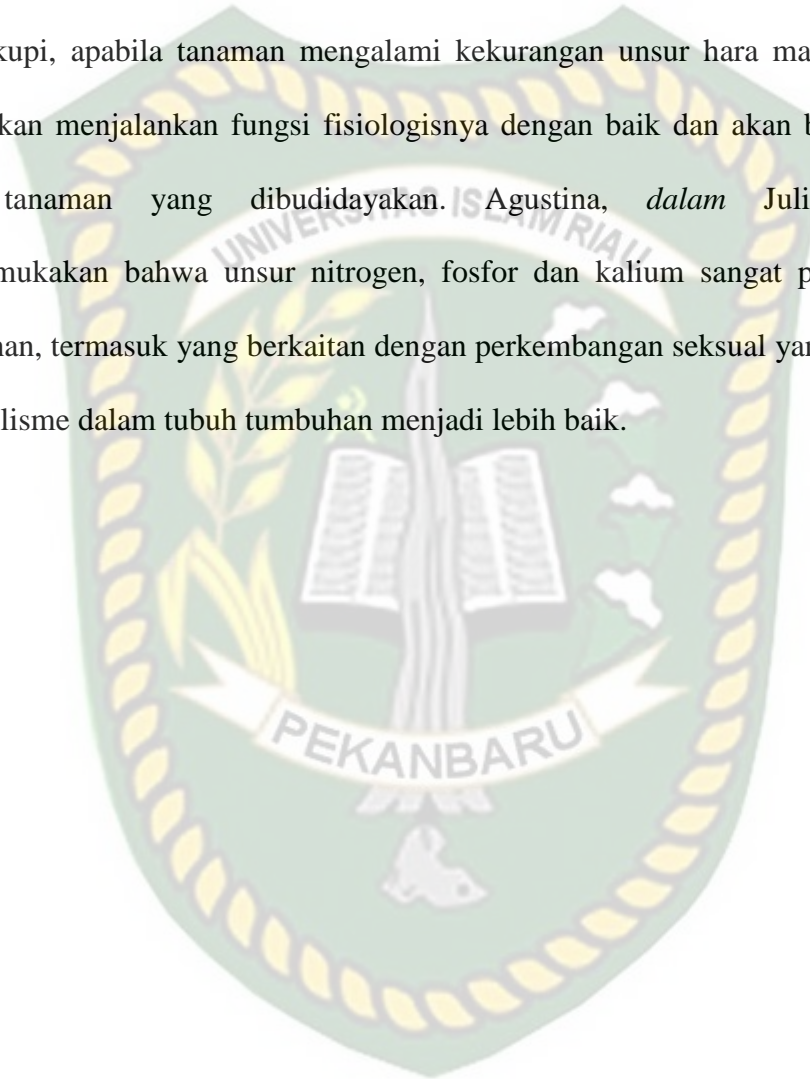 kupi, apabila tanaman mengalami kekurangan unsur hara ma
kan menjalankan fungsi fisiologisnya dengan baik dan akan b
tanaman yang dibudidayakan. Agustina, dalam Juli
UNIVERSITAS ISLAM RIAU
mukakan bahwa unsur nitrogen, fosfor dan kalium sangat p
nan, termasuk yang berkaitan dengan perkembangan seksual yan
lisme dalam tubuh tumbuhan menjadi lebih baik.
PEKANBARU